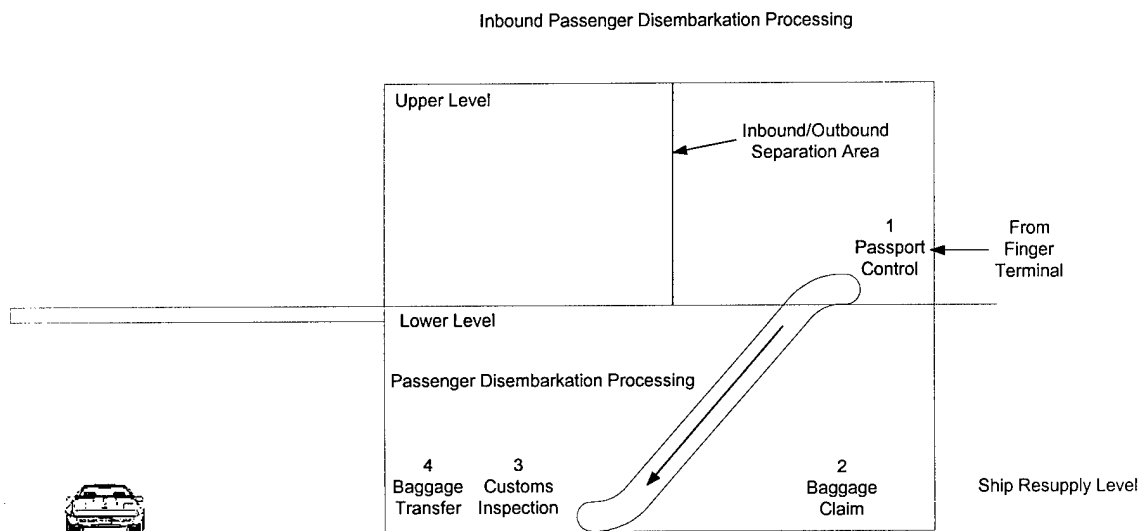 Inbound Passenger Disembarkation Processing
Upper Level
Inbound/Outbound
Separation Area
1
Passport
Control
From
Finger
Terminal
Lower Level
Passenger Disembarkation Processing
4
Baggage
Transfer
3
Customs
Inspection
2
Baggage
Claim
Ship Resupply Level